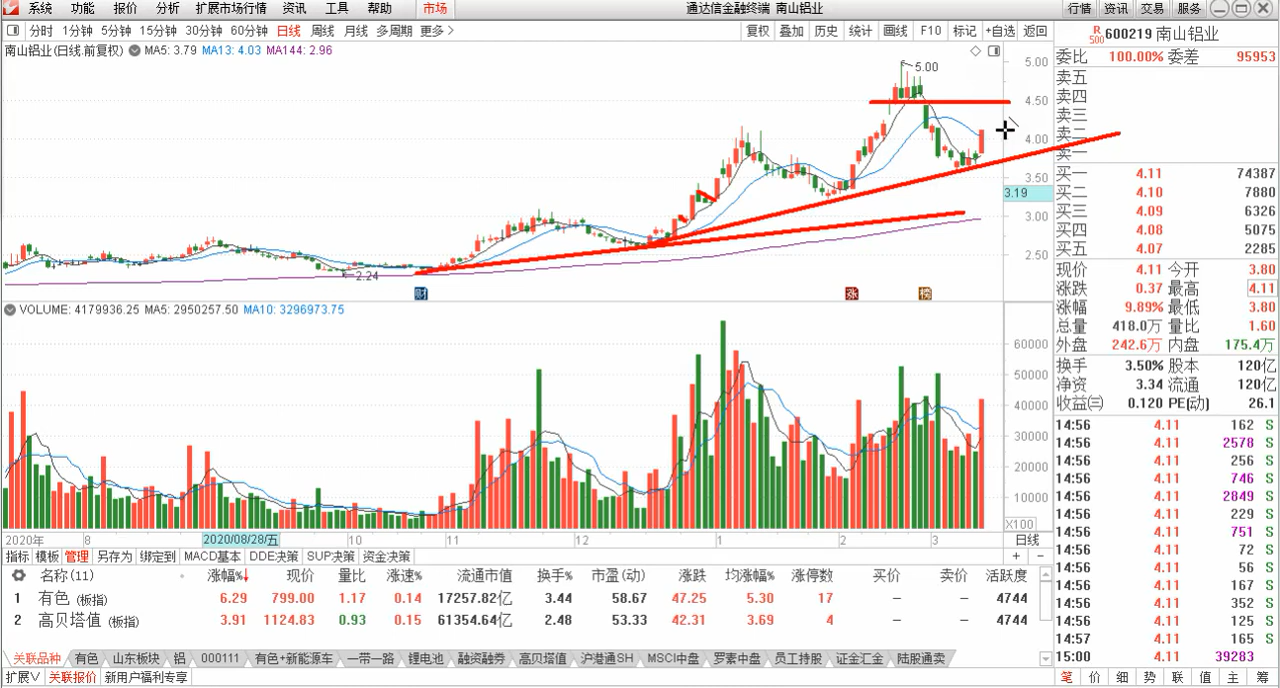 系统 功能 报价 分析 扩展市场行情 资讯 工具 帮助 市场 通达信金融终端 南山铝业 行情 资讯 交易 服务
分时 1分钟 5分钟 15分钟 30分钟 60分钟 日线 周线 月线 多周期 更多> 复权 叠加 历史 统计 画线 F10 标记 +自选 返回
R 500 600219 南山铝业
南山铝业(日线.前复权) MA5: 3.79 MA13: 4.03 MA144: 2.96
委比 100.00% 委差 95953
卖五
卖四
卖三
卖二
卖一
5.00
4.50
4.00
3.50
3.19
3.00
2.50
5.00
2.24
财 涨 榜
买一 4.11 74387
买二 4.10 7880
买三 4.09 6326
买四 4.08 5075
买五 4.07 2285
现价 4.11 今开 3.80
涨跌 0.37 最高 4.11
涨幅 9.89% 最低 3.80
总量 418.0万 量比 1.60
外盘 242.6万 内盘 175.4万
换手 3.50% 股本 120亿
净资 3.34 流通 120亿
收益㈢ 0.120 PE(动) 26.1
VOLUME: 4179936.25 MA5: 2950257.50 MA10: 3296973.75
60000
50000
40000
30000
20000
10000
X100
2020年 8 2020/08/28/五 10 11 12 1 2 3 日线
14:56 4.11 162 S
14:56 4.11 2578 S
14:56 4.11 256 S
14:56 4.11 746 S
14:56 4.11 2849 S
14:56 4.11 229 S
14:56 4.11 751 S
14:56 4.11 72 S
14:56 4.11 56 S
14:56 4.11 167 S
14:56 4.11 352 S
14:56 4.11 125 S
14:57 4.11 165 S
15:00 4.11 39283
指标 模板 管理 另存为 绑定到 MACD基本 DDE决策 SUP决策 资金决策 + −
名称(11) 涨幅%↓ 现价 量比 涨速% 流通市值 换手% 市盈(动) 涨跌 均涨幅% 涨停数 买价 卖价 活跃度
1 有色 (板指) 6.29 799.00 1.17 0.14 17257.82亿 3.44 58.67 47.25 5.30 17 — — 4744
2 高贝塔值 (板指) 3.91 1124.83 0.93 0.15 61354.64亿 2.48 53.33 42.31 3.69 4 — — 4744
关联品种 有色 山东板块 铝 000111 有色+新能源车 一带一路 锂电池 融资融券 高贝塔值 沪港通SH MSCI中盘 罗素中盘 员工持股 证金汇金 陆股通卖
扩展∨ 关联报价 新用户福利专享 笔 价 细 势 联 值 主 筹